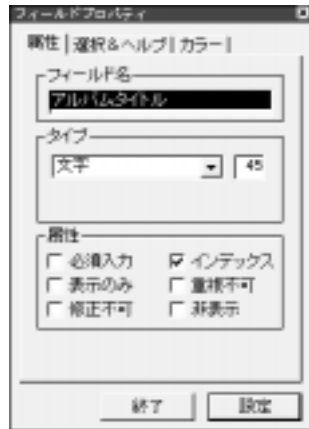 フィールドプロパティ
属性 選択&ヘルプ カラー
フィールド名
アルバムタイトル
タイプ
文字 45
属性
必須入力 インデックス
表示のみ 重複不可
修正不可 非表示
終了 設定